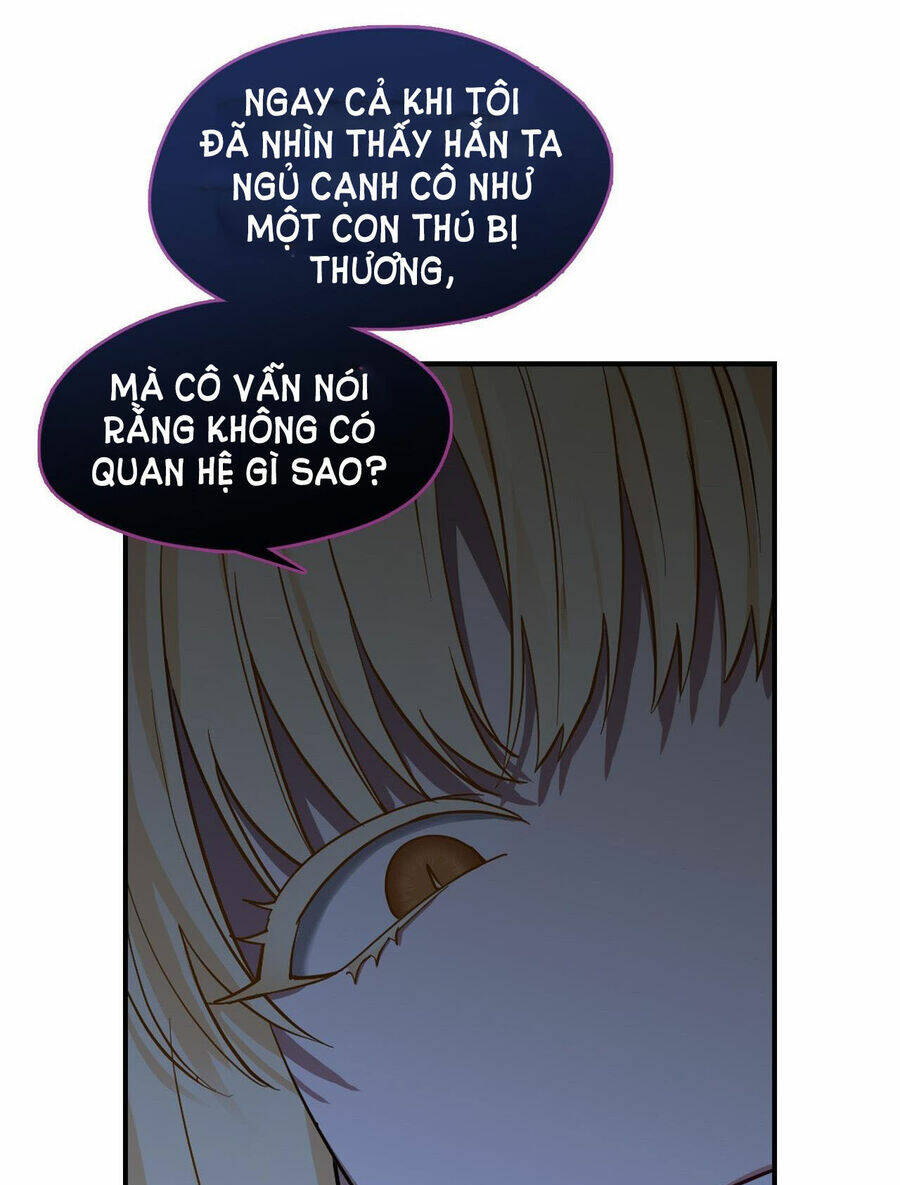 NGAY CẢ KHI TÔI
ĐÃ NHÌN THẤY HẮN TA
NGỦ CẠNH CÔ NHƯ
MỘT CON THÚ BỊ
THƯƠNG,
MÀ CÔ VẪN NÓI
RẰNG KHÔNG CÓ
QUAN HỆ GÌ SAO?